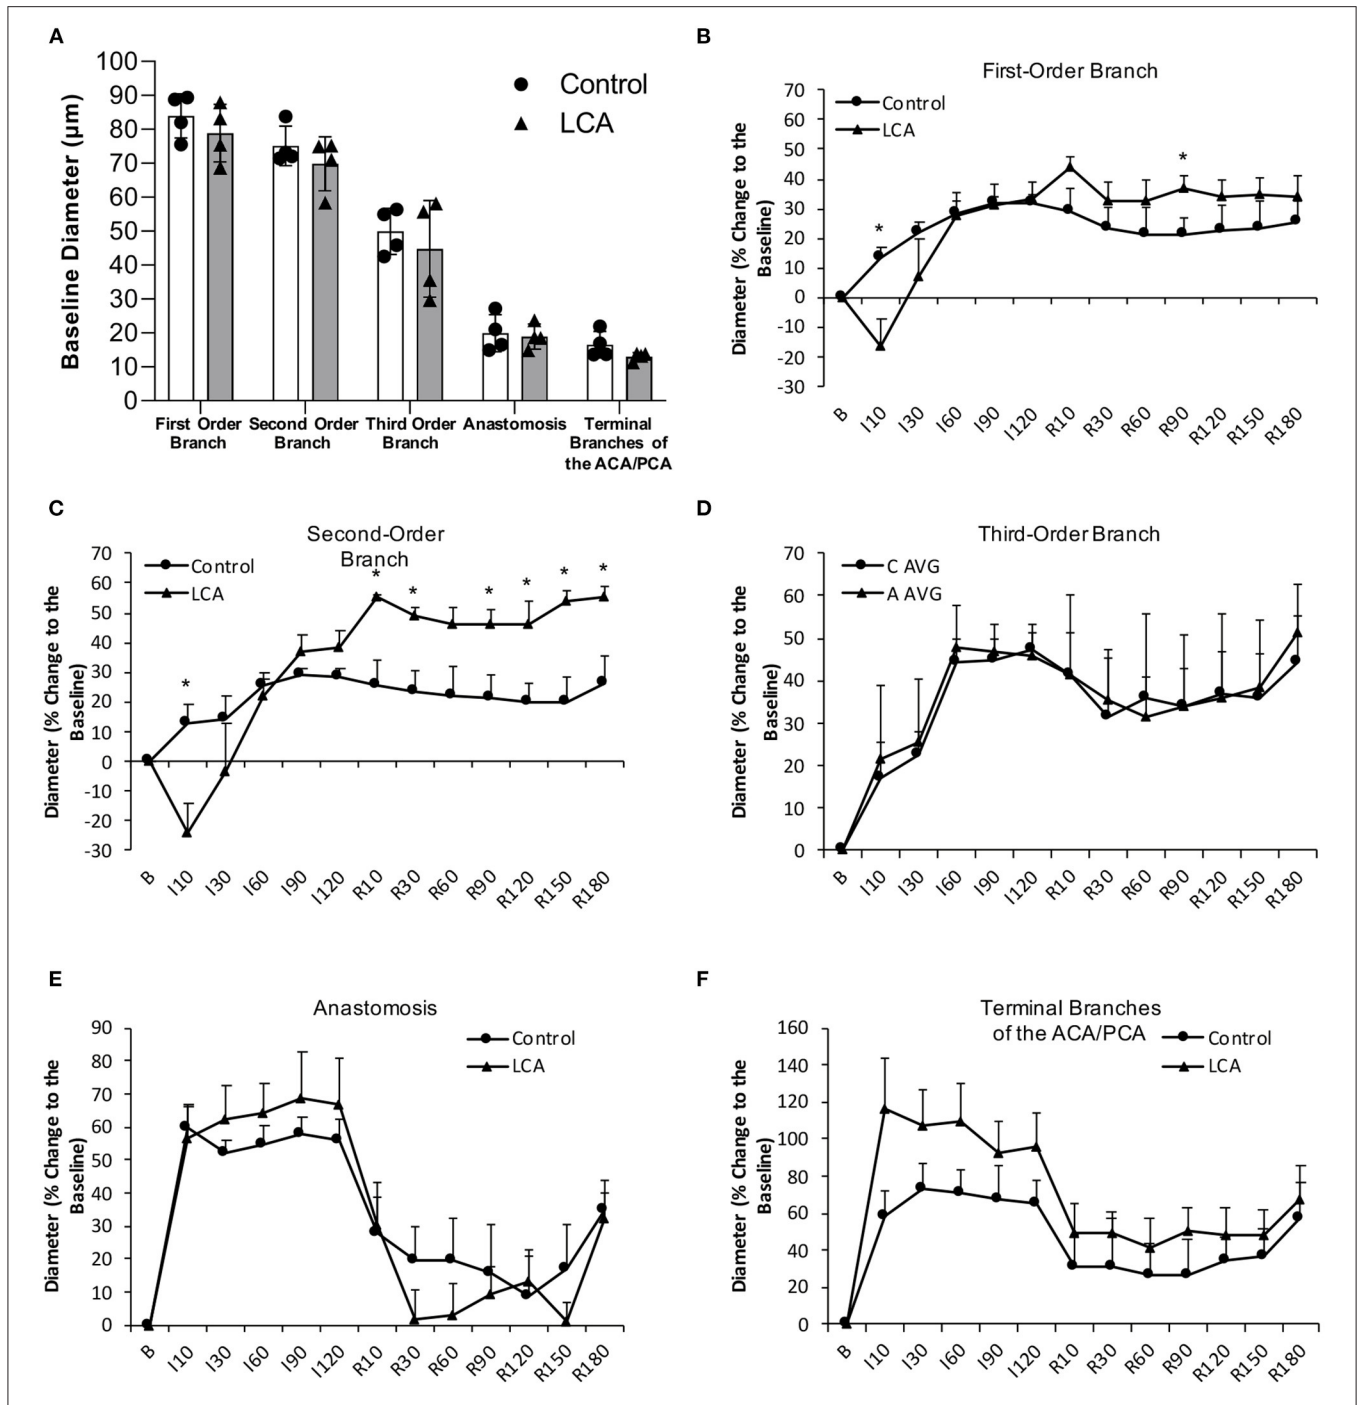 A
100
90
80
70
60
50
40
30
20
10
0
Baseline Diameter (µm)
Control
LCA
First Order
Branch
Second Order
Branch
Third Order
Branch
Anastomosis
Terminal
Branches of
the ACA/PCA
B
First-Order Branch
Control
LCA
70
60
50
40
30
20
10
0
-10
-20
-30
Diameter (% Change to the
Baseline)
*
*
B
I10
I30
I60
I90
I120
R10
R30
R60
R90
R120
R150
R180
C
Second-Order
Branch
Control
LCA
70
60
50
40
30
20
10
0
-10
-20
-30
Diameter (% Change to the
Baseline)
*
*
*
*
*
*
*
B
I10
I30
I60
I90
I120
R10
R30
R60
R90
R120
R150
R180
D
Third-Order Branch
C AVG
A AVG
70
60
50
40
30
20
10
0
Diameter (% Change to the
Baseline)
B
I10
I30
I60
I90
I120
R10
R30
R60
R90
R120
R150
R180
E
Anastomosis
Control
LCA
90
80
70
60
50
40
30
20
10
0
Diameter (% Change to the
Baseline)
B
I10
I30
I60
I90
I120
R10
R30
R60
R90
R120
R150
R180
F
Terminal Branches
of the ACA/PCA
Control
LCA
160
140
120
100
80
60
40
20
0
Diameter (% Change to the
Baseline)
B
I10
I30
I60
I90
I120
R10
R30
R60
R90
R120
R150
R180